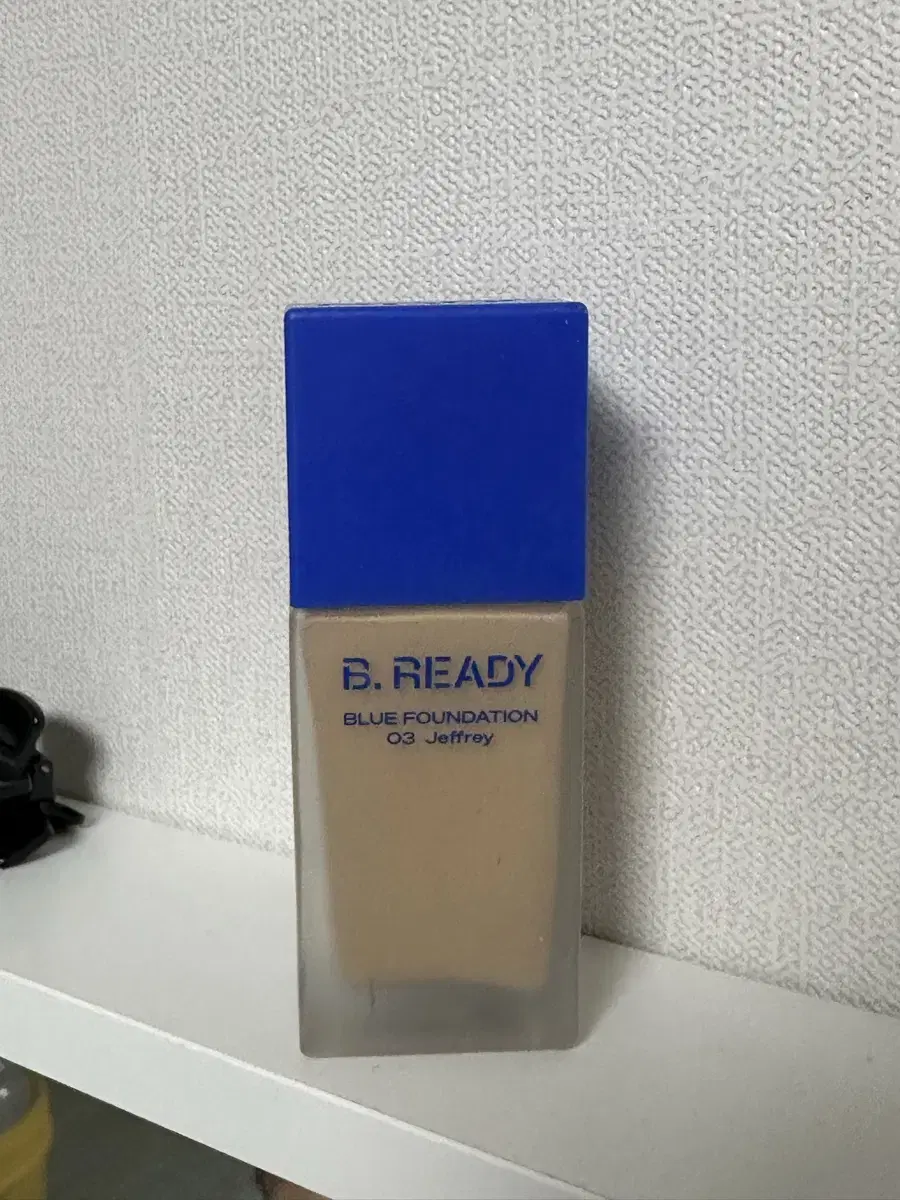 B. READY
BLUE FOUNDATION
03 Jeffrey